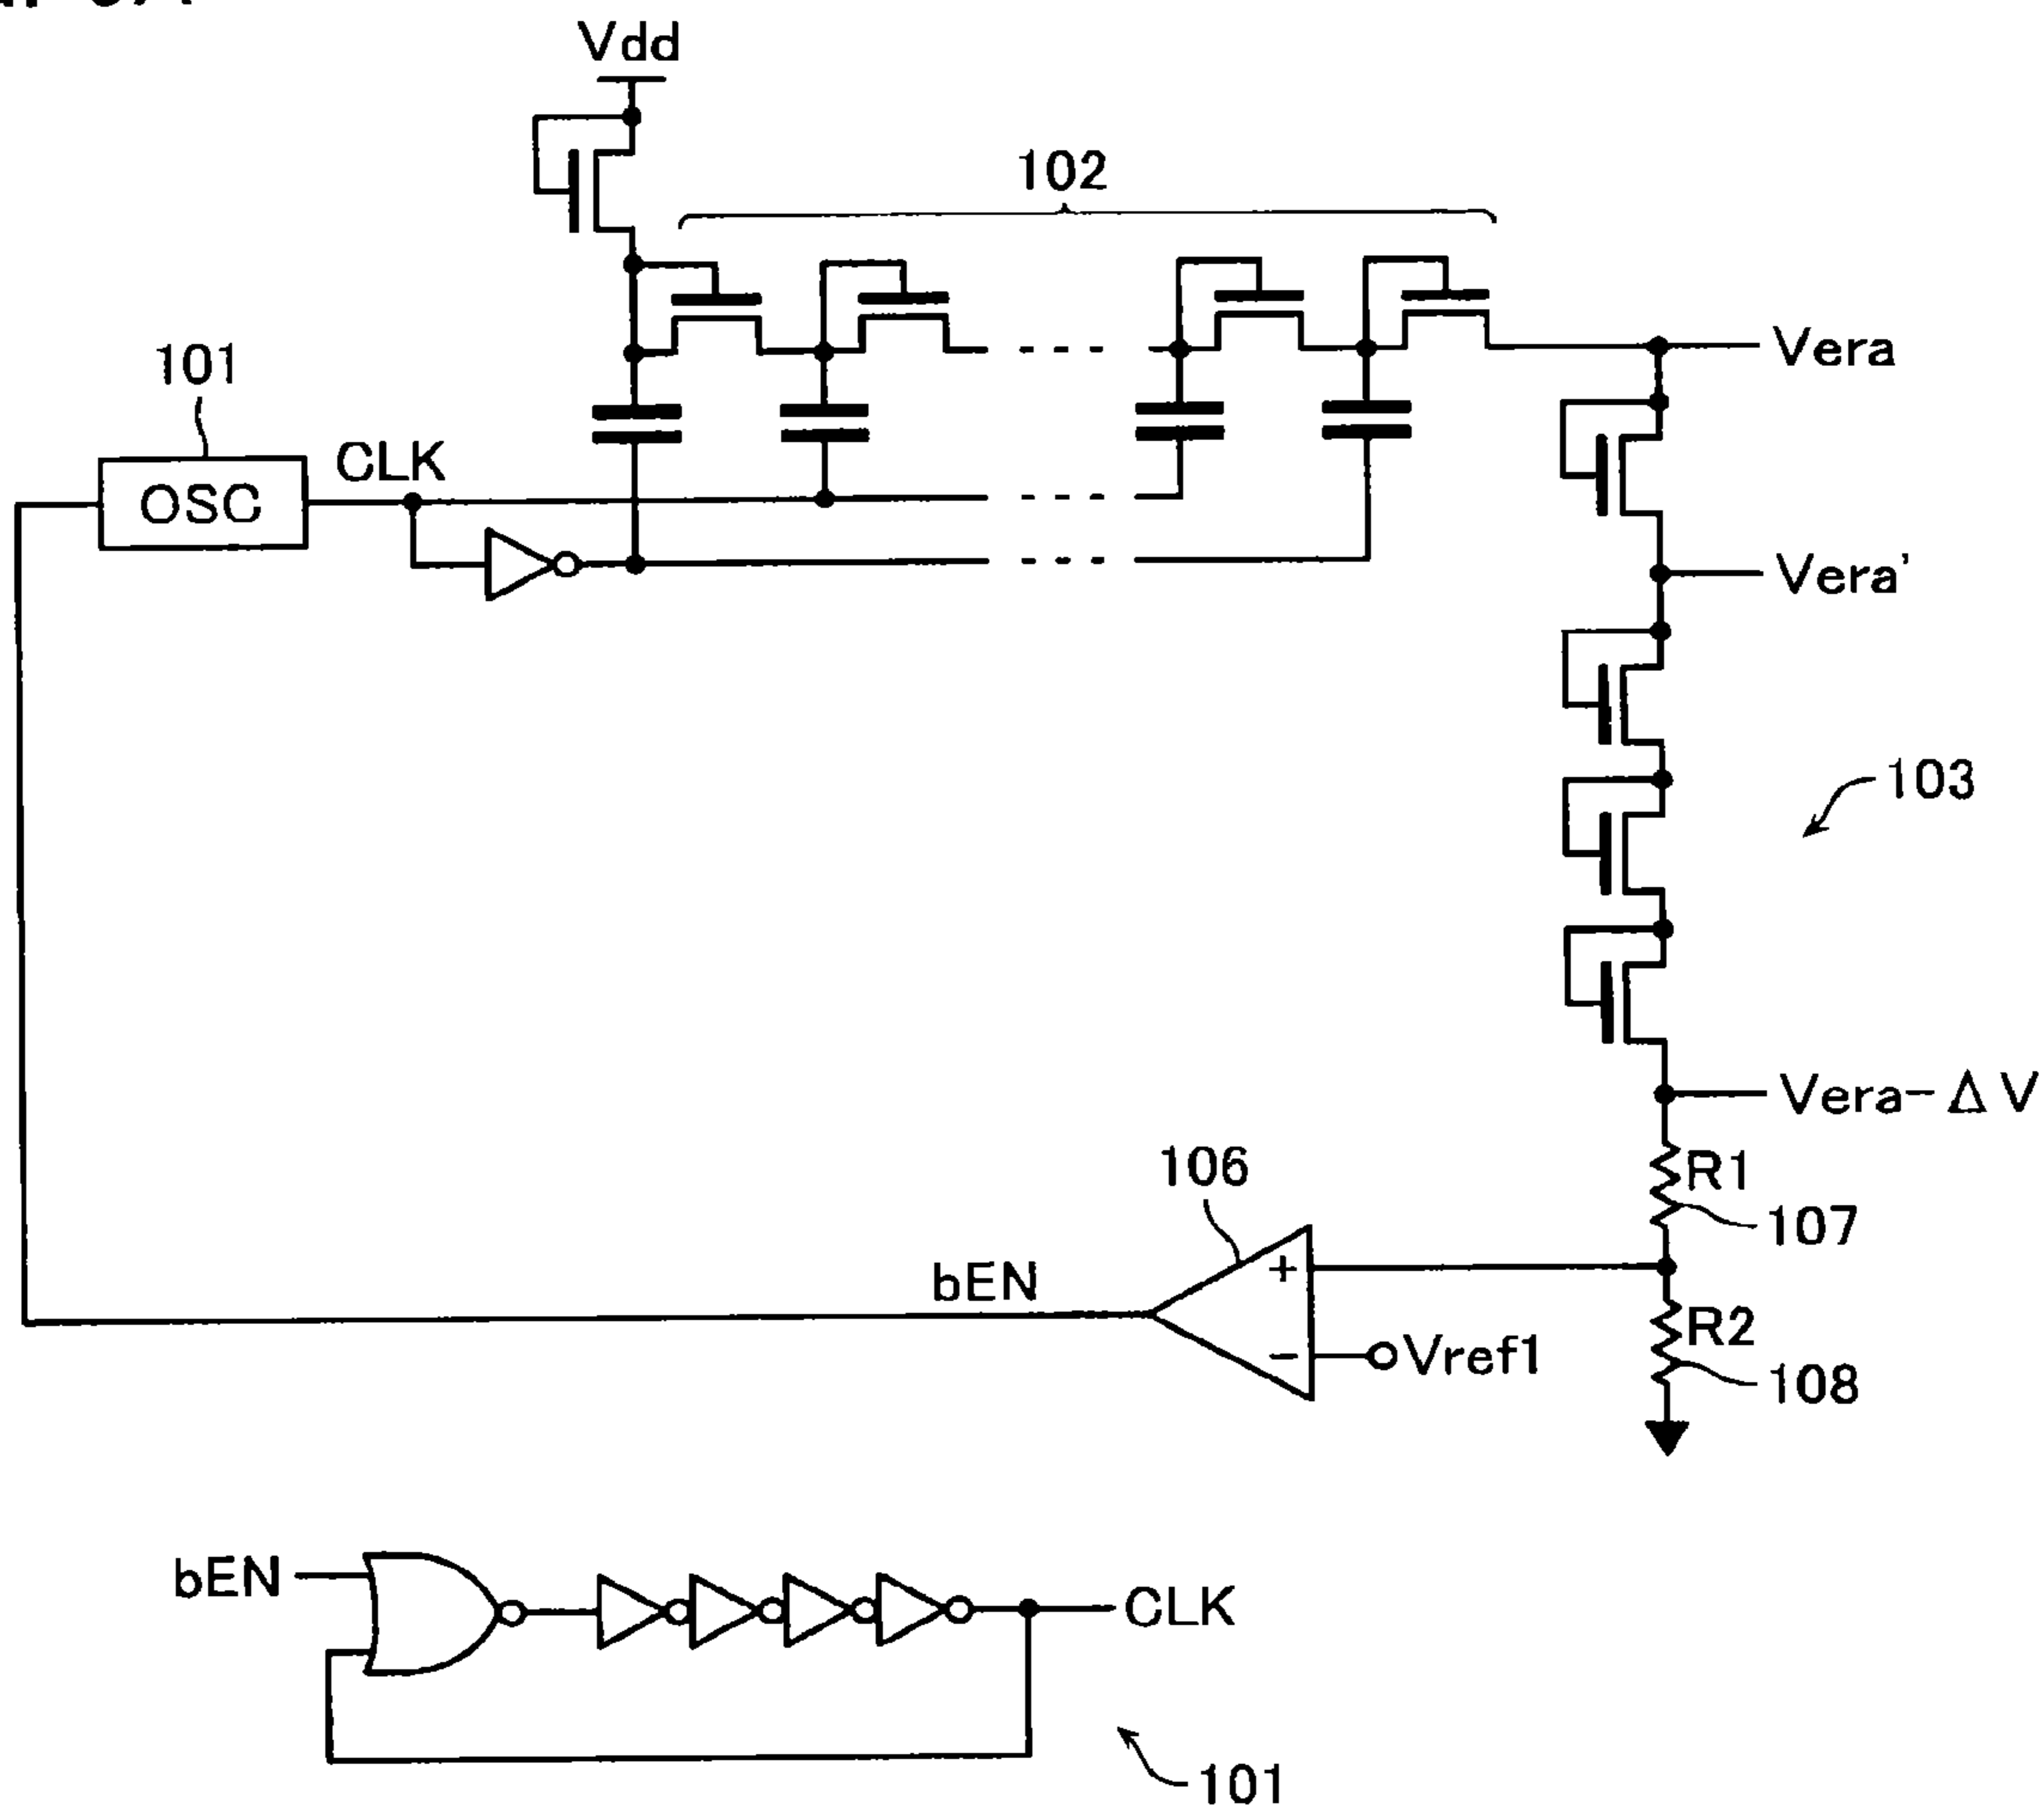 Vdd
102
101
CLK
OSC
Vera
Vera'
103
Vera-ΔV
R1
107
106
+
bEN
-
Vref1
R2
108
bEN
CLK
101